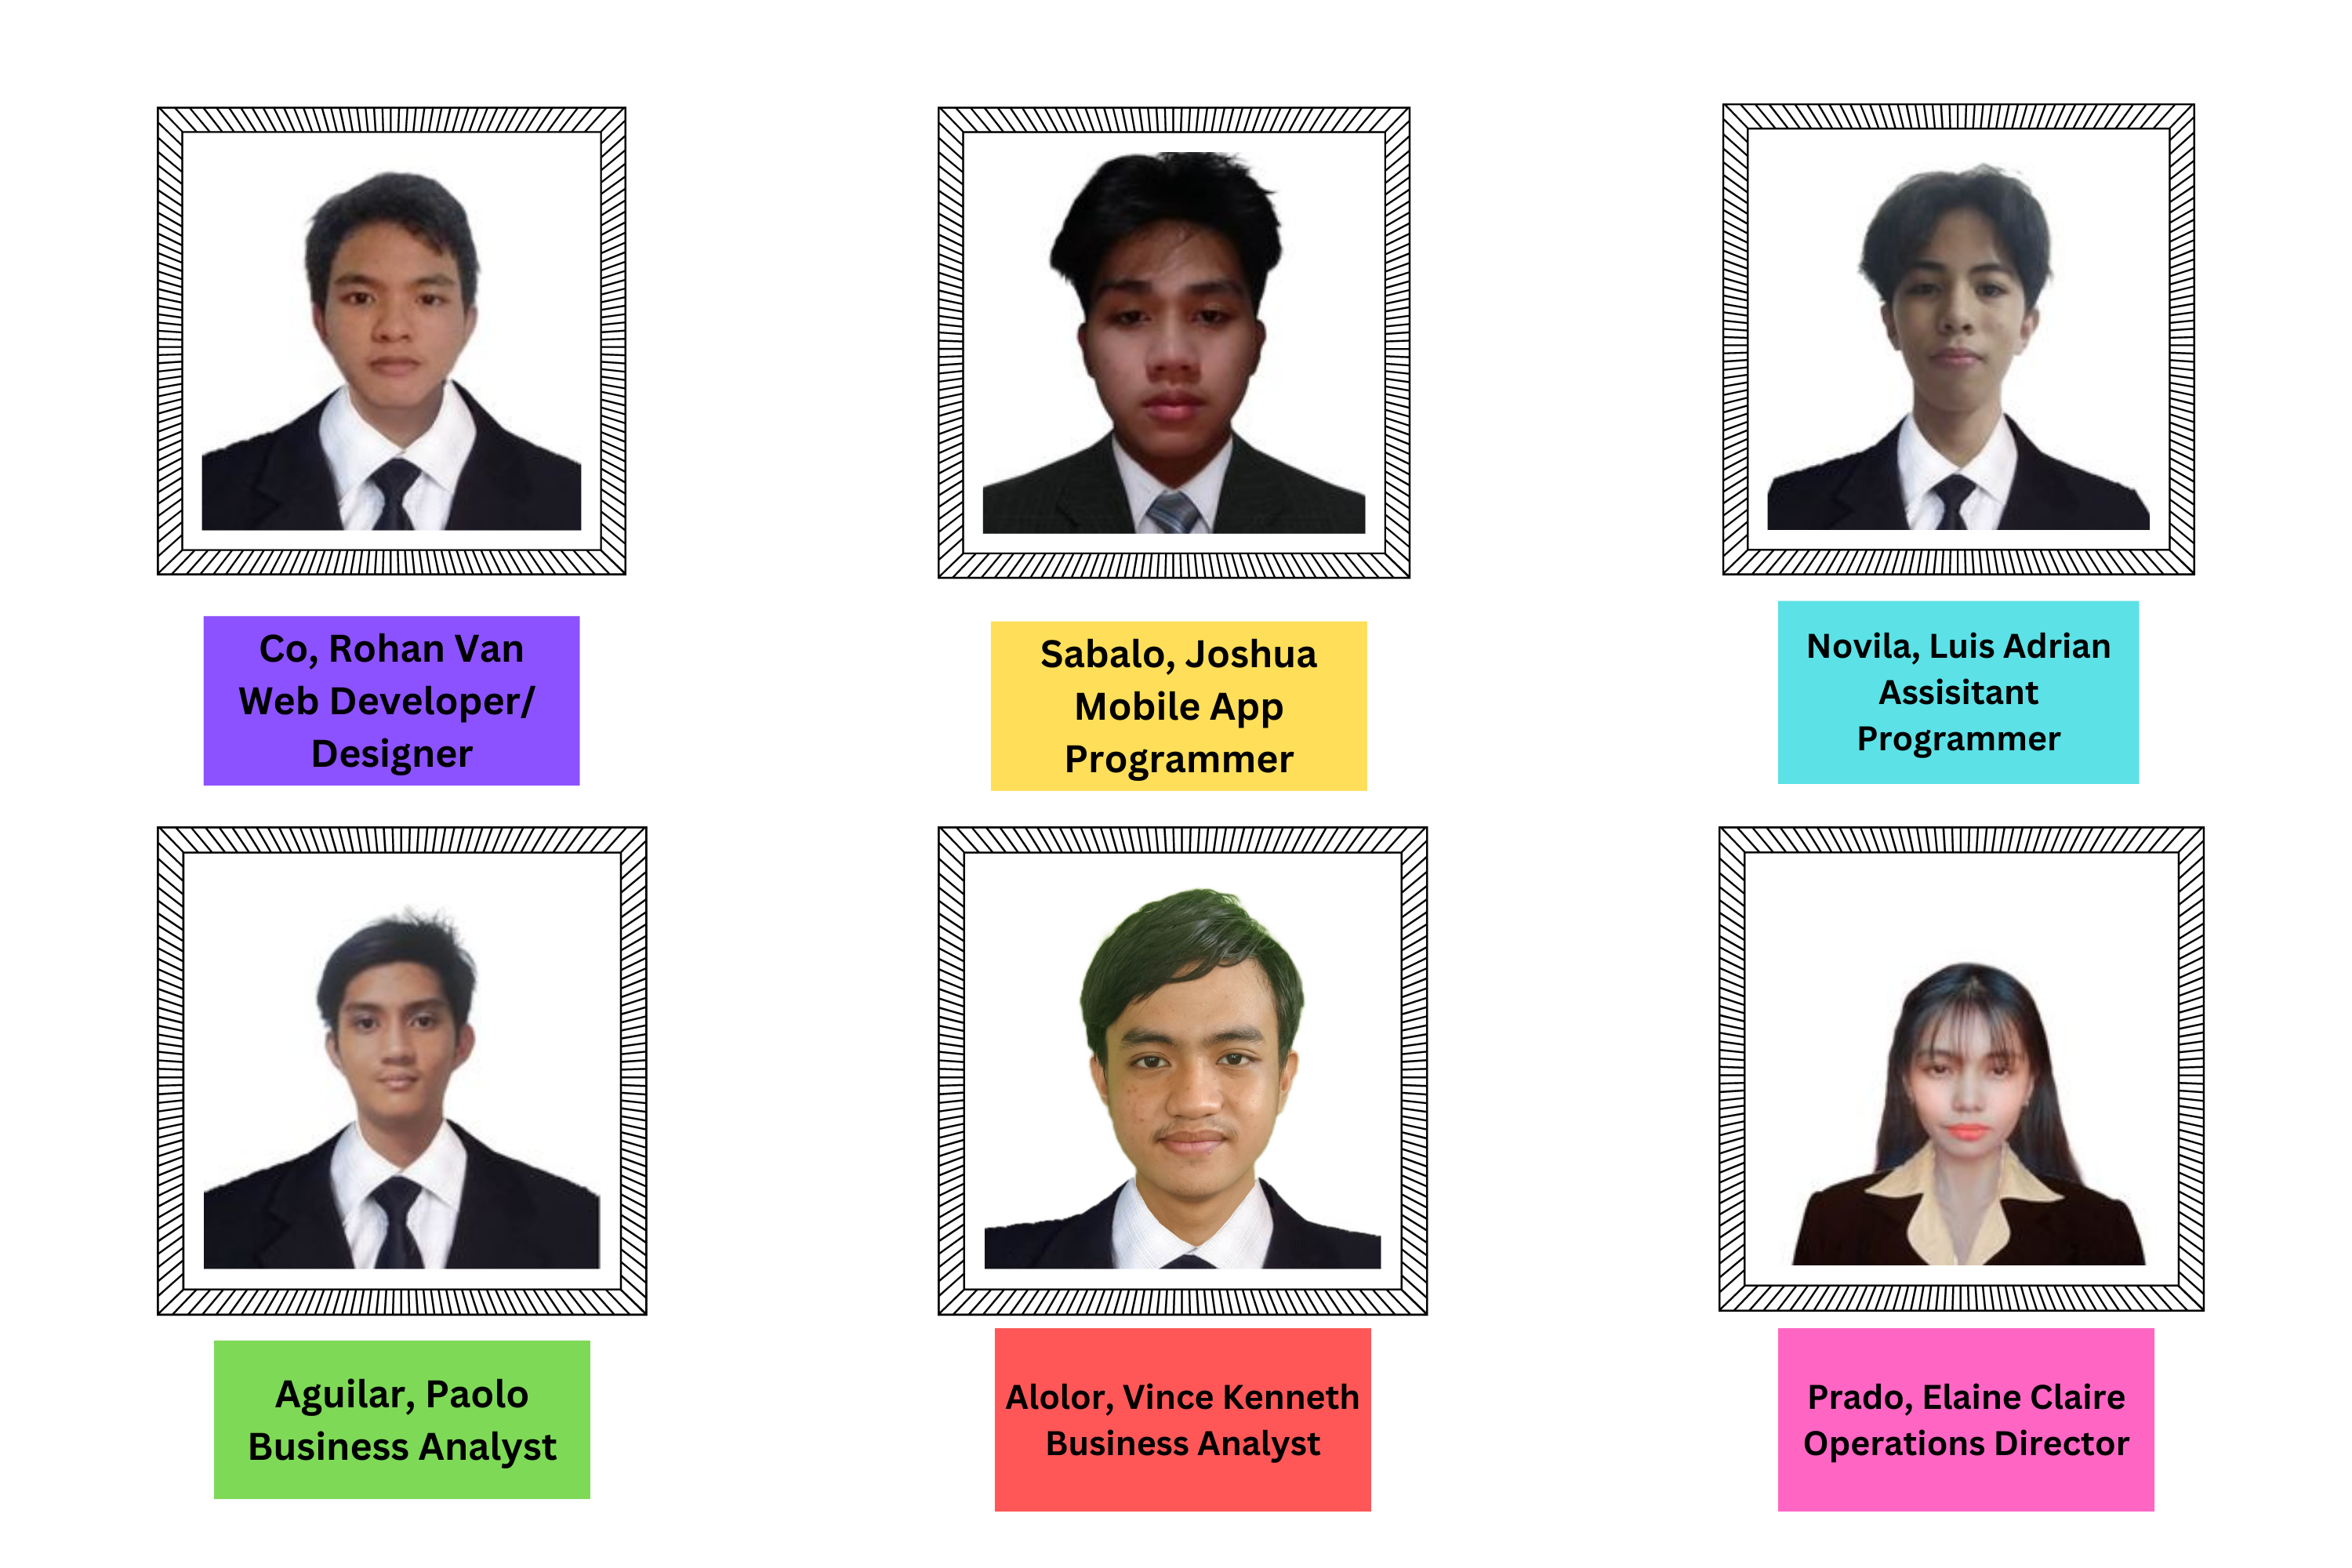 Co, Rohan Van
Web Developer/
Designer
Sabalo, Joshua
Mobile App
Programmer
Novila, Luis Adrian
Assisitant
Programmer
Aguilar, Paolo
Business Analyst
Alolor, Vince Kenneth
Business Analyst
Prado, Elaine Claire
Operations Director